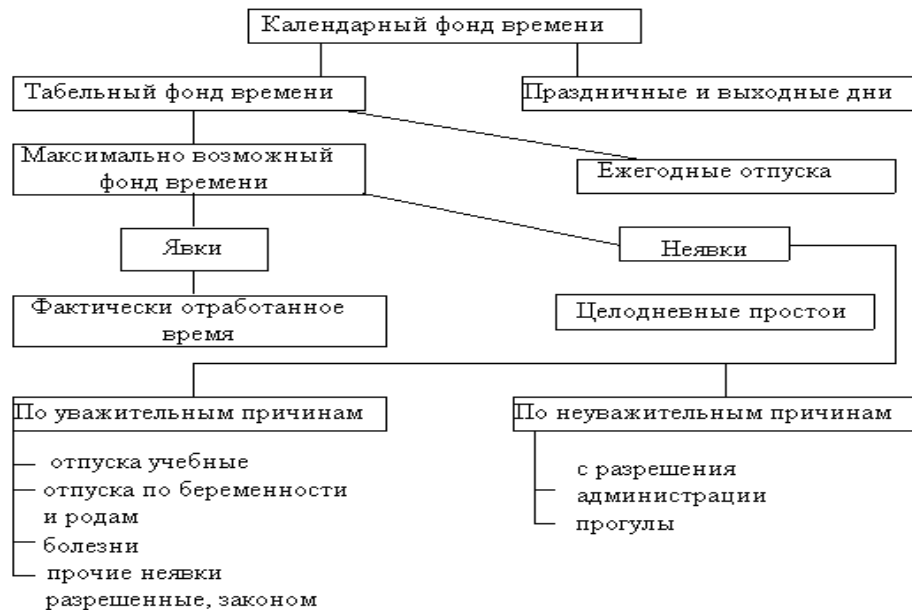 Календарный фонд времени
Табельный фонд времени
Праздничные и выходные дни
Максимально возможный
фонд времени
Ежегодные отпуска
Явки
Неявки
Фактически отработанное
время
Целодневные простои
По уважительным причинам
По неуважительным причинам
отпуска учебные
отпуска по беременности
и родам
болезни
прочие неявки
разрешенные, законом
с разрешения
администрации
прогулы